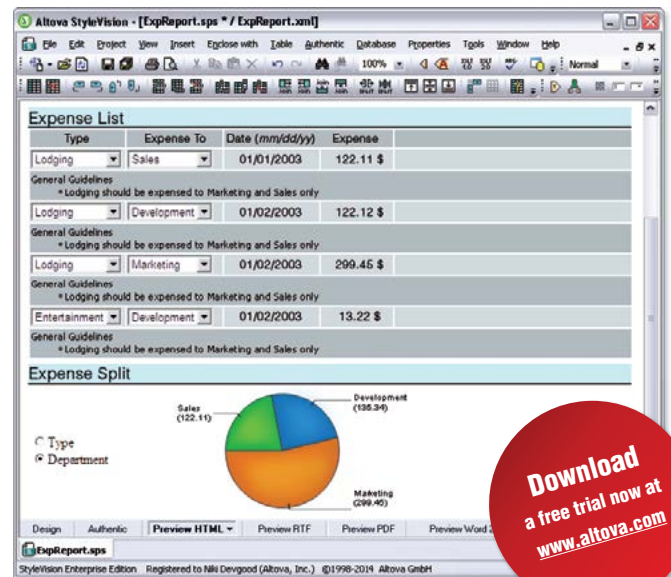 Altova StyleVision - [ExpReport.sps * / ExpReport.xml]
File Edit Project View Insert Enclose with Table Authentic Database Properties Tools Window Help
100% Normal
Expense List
Type Expense To Date (mm/dd/yy) Expense
Lodging Sales 01/01/2003 122.11 $
General Guidelines
* Lodging should be expensed to Marketing and Sales only
Lodging Development 01/02/2003 122.12 $
General Guidelines
* Lodging should be expensed to Marketing and Sales only
Lodging Marketing 01/02/2003 299.45 $
General Guidelines
* Lodging should be expensed to Marketing and Sales only
Entertainment Development 01/02/2003 13.22 $
General Guidelines
* Lodging should be expensed to Marketing and Sales only
Expense Split
Sales
(122.11)
Development
(135.34)
Type
Department
Marketing
(299.45)
Download
a free trial now at
www.altova.com
Design Authentic Preview HTML Preview RTF Preview PDF Preview Word 2
ExpReport.sps
StyleVision Enterprise Edition Registered to Niki Devgood (Altova, Inc.) ©1998-2014 Altova GmbH